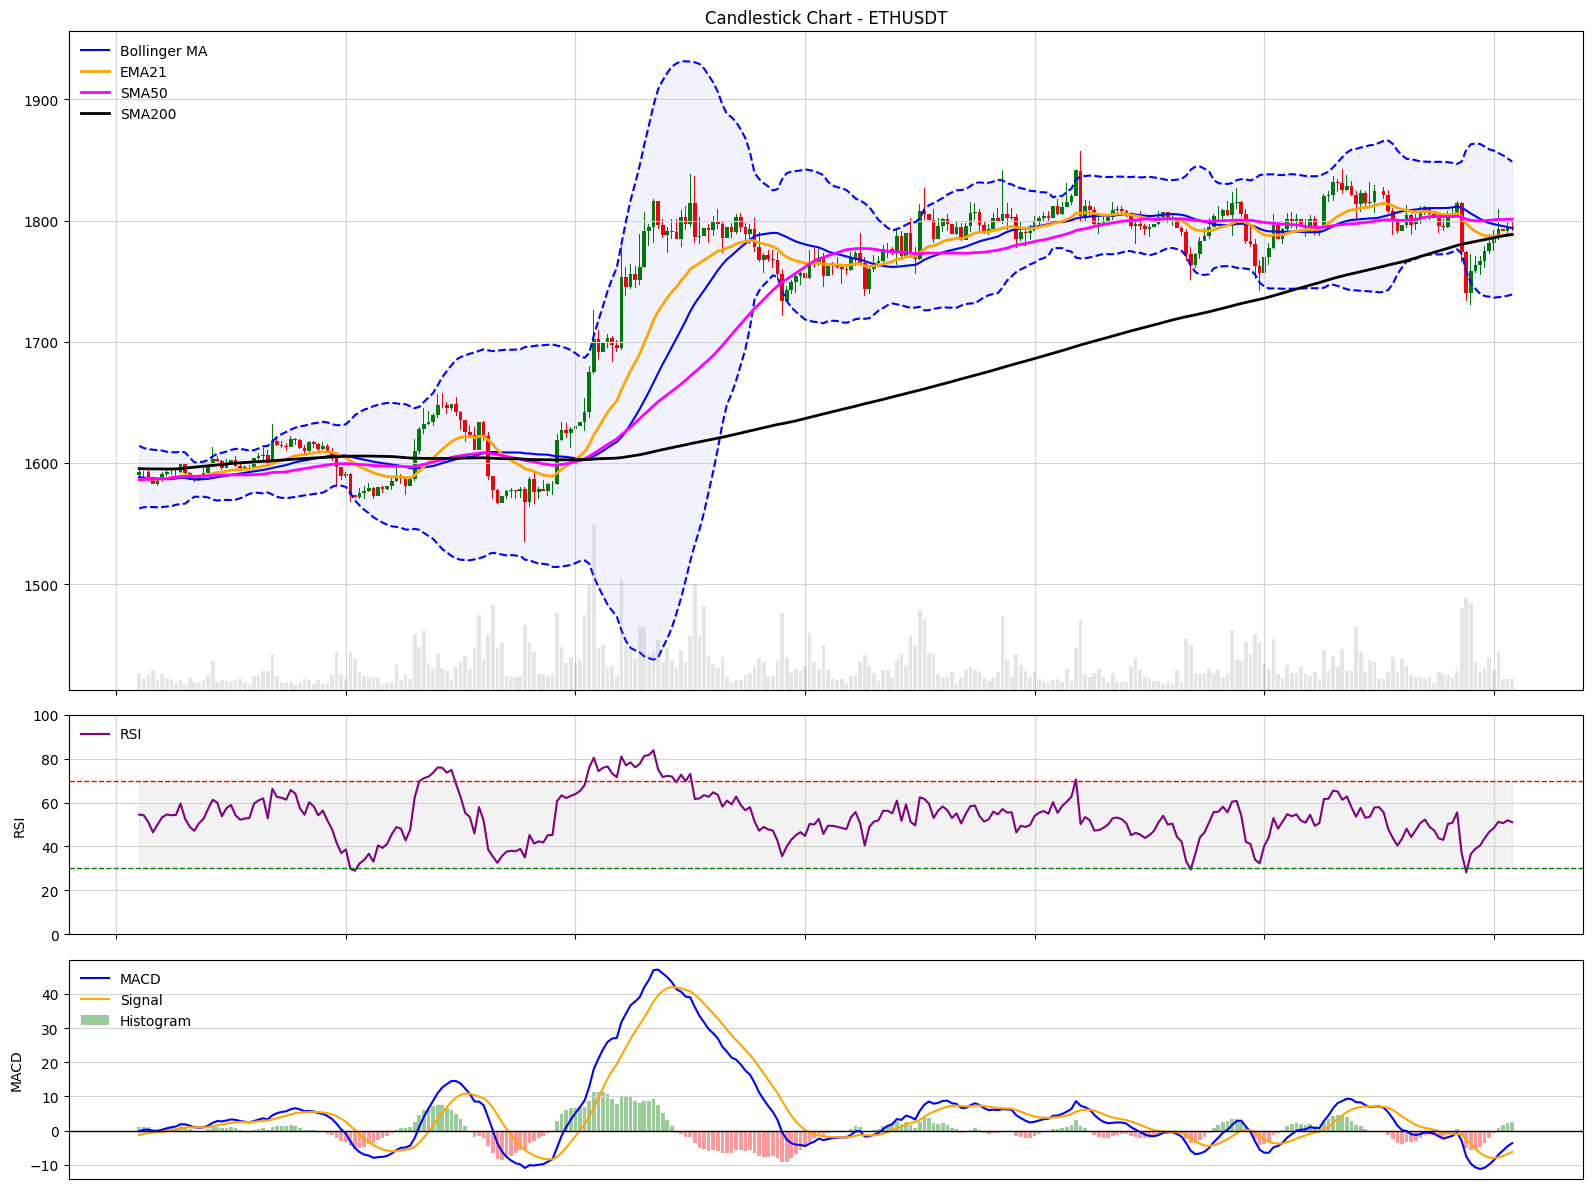 Candlestick Chart - ETHUSDT
Bollinger MA
EMA21
SMA50
SMA200
1900
1800
1700
1600
1500
100
80
60
40
20
0
RSI
RSI
40
30
20
10
0
−10
MACD
MACD
Signal
Histogram